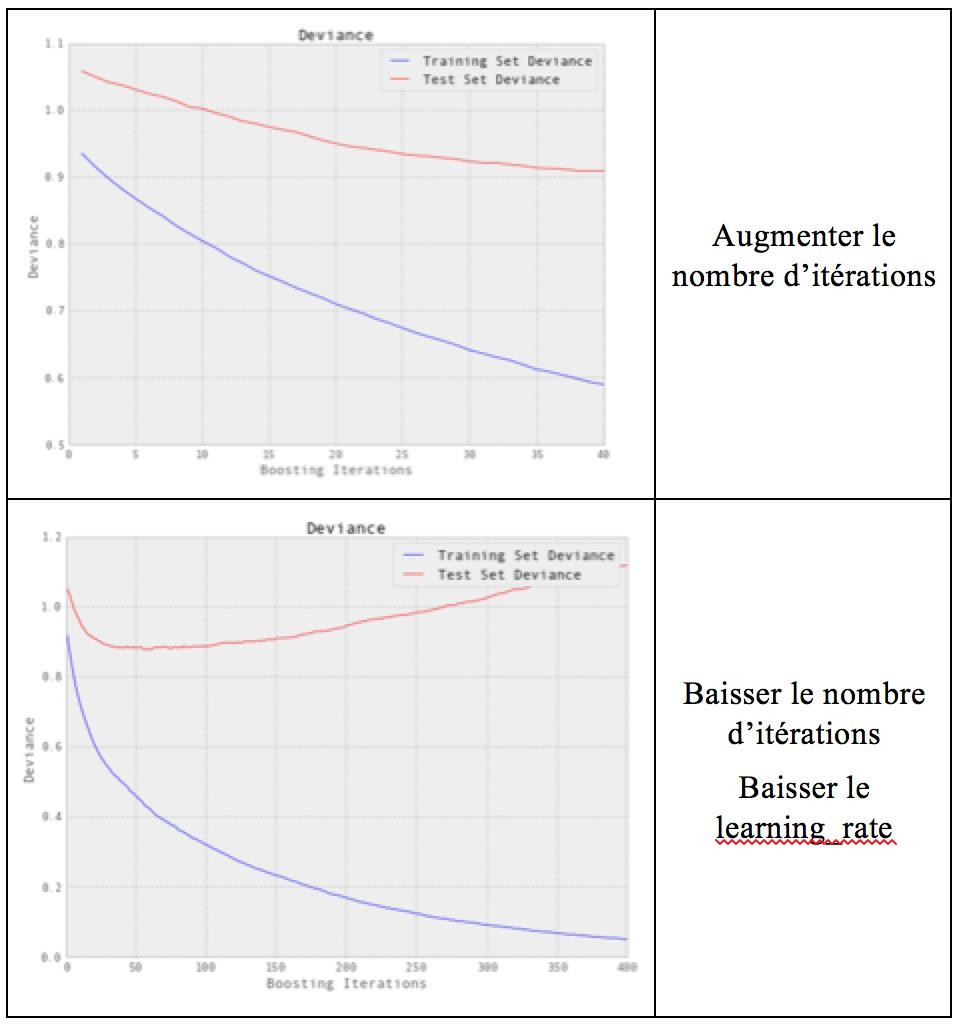 Deviance
1.1
Training Set Deviance
Test Set Deviance
1.0
0.9
0.8
Deviance
0.7
0.6
0.5
0 5 10 15 20 25 30 35 40
Boosting Iterations
Augmenter le
nombre d’itérations
Deviance
1.2
Training Set Deviance
Test Set Deviance
1.0
0.8
Deviance
0.6
0.4
0.2
0.0
0 50 100 150 200 250 300 350 400
Boosting Iterations
Baisser le nombre
d’itérations
Baisser le
learning_rate